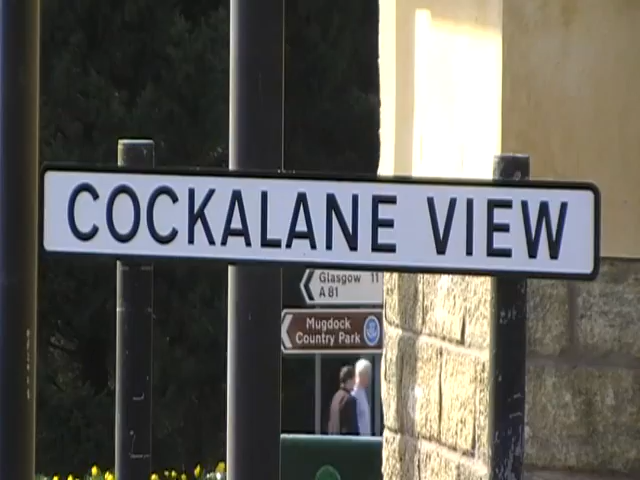 COCKALANE VIEW
Glasgow 11
A 81
Mugdock
Country Park